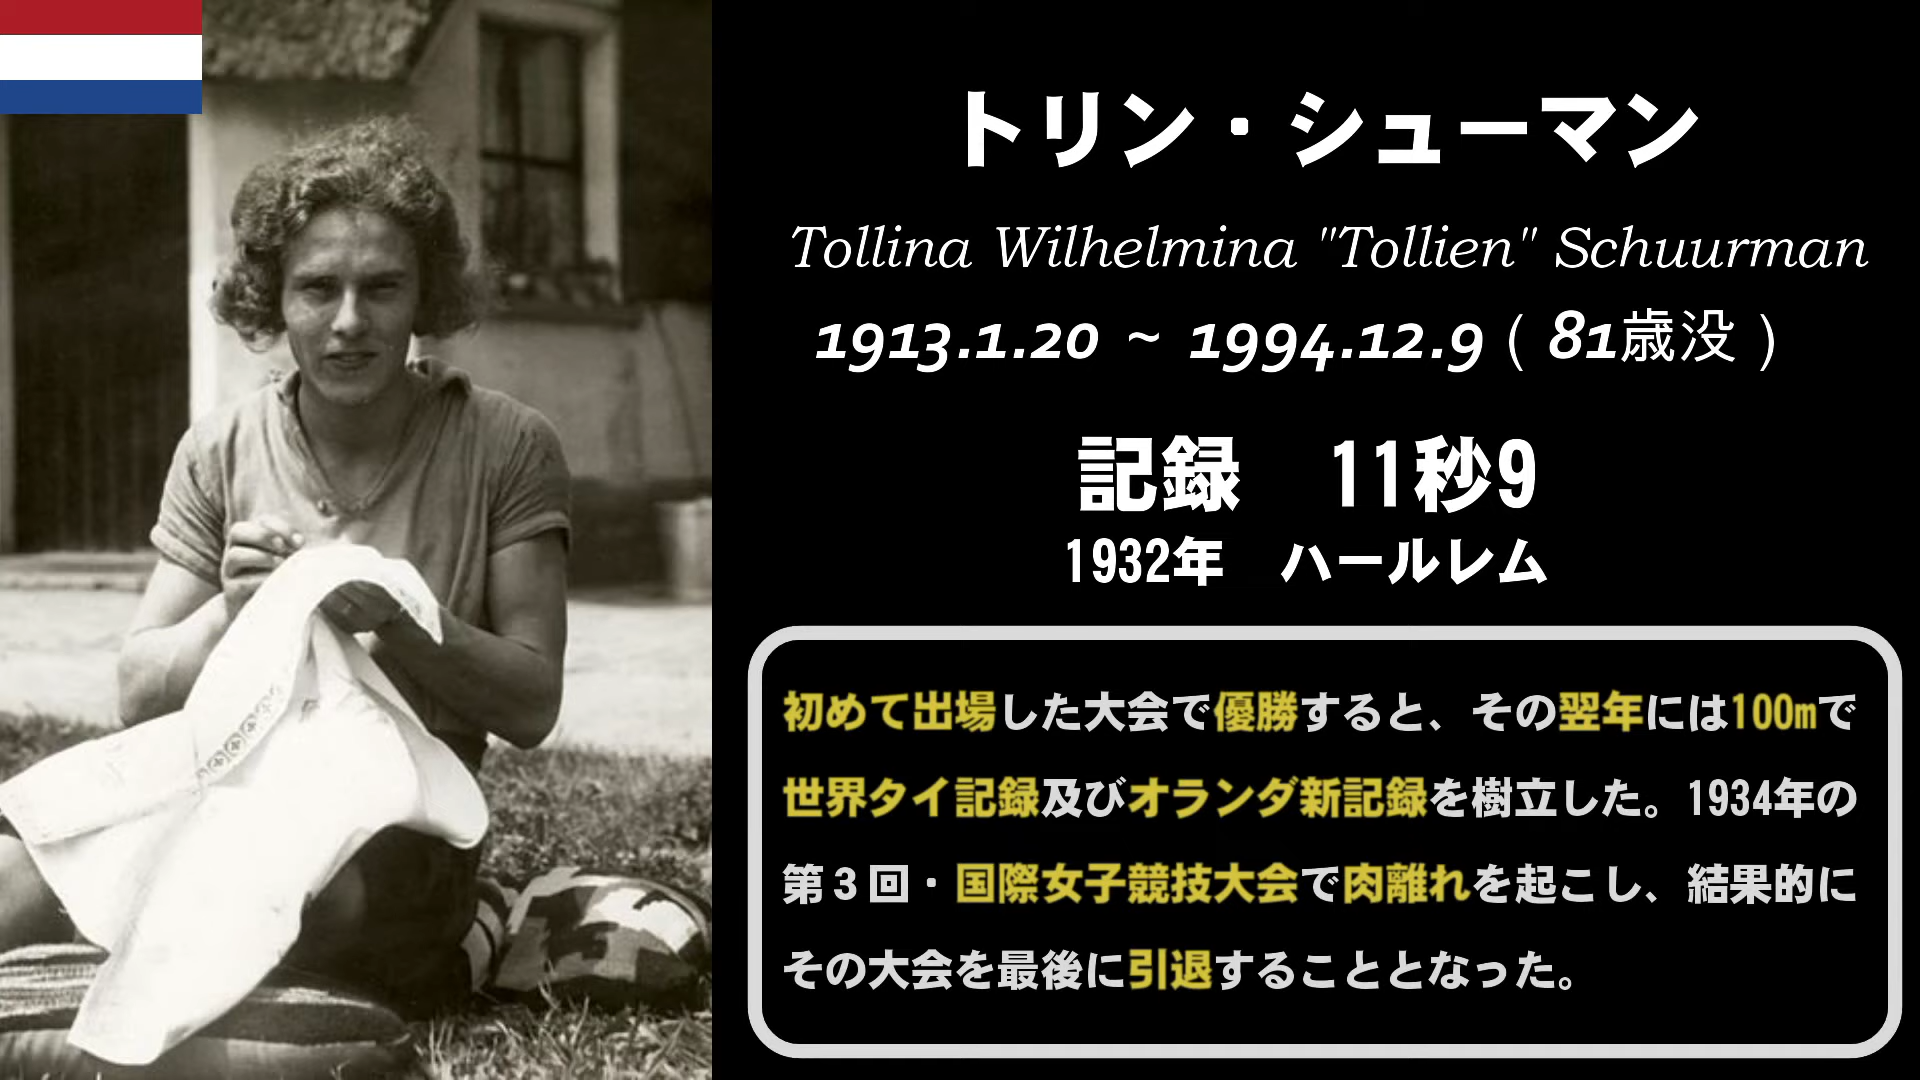 トリン・シューマン
Tollina Wilhelmina "Tollien" Schuurman
1913.1.20 ~ 1994.12.9 ( 81歳没 )
記録　11秒9
1932年　ハールレム
初めて出場した大会で優勝すると、その翌年には100mで
世界タイ記録及びオランダ新記録を樹立した。1934年の
第３回・国際女子競技大会で肉離れを起こし、結果的に
その大会を最後に引退することとなった。